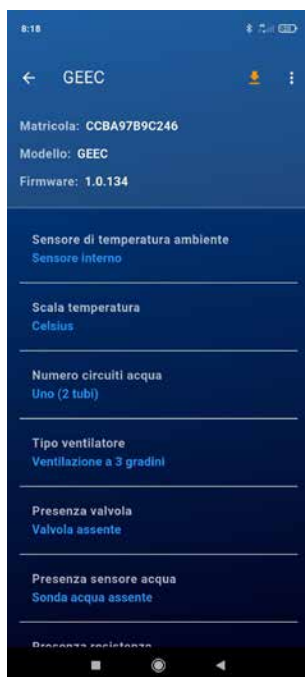 8:18
GEEC
Matricola: CCBA97B9C246
Modello: GEEC
Firmware: 1.0.134
Sensore di temperatura ambiente
Sensore interno
Scala temperatura
Celsius
Numero circuiti acqua
Uno (2 tubi)
Tipo ventilatore
Ventilazione a 3 gradini
Presenza valvola
Valvola assente
Presenza sensore acqua
Sonda acqua assente
Presenza resistenza